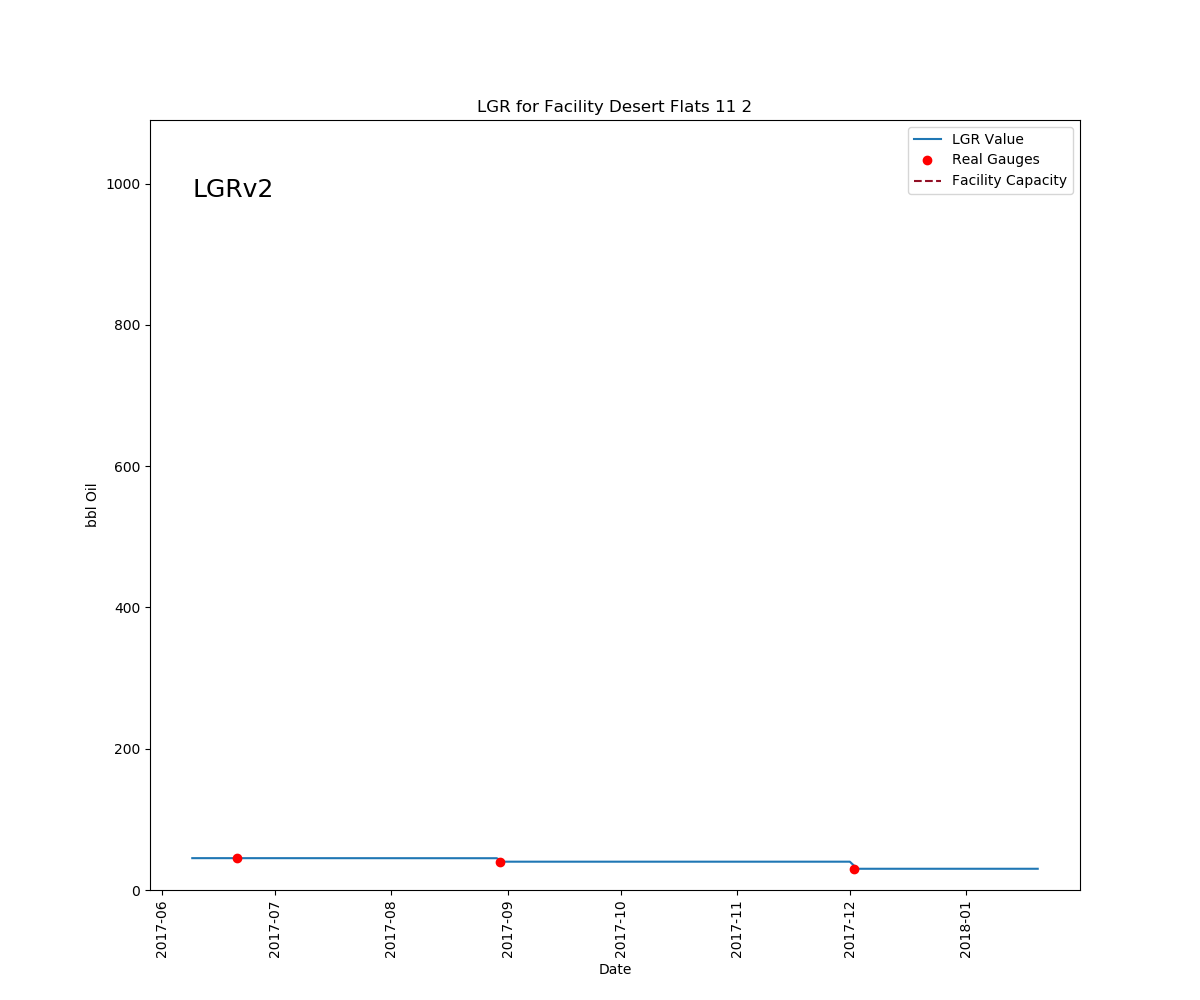 LGR for Facility Desert Flats 11 2
LGRv2
LGR Value
Real Gauges
Facility Capacity
bbl Oil
1000
800
600
400
200
0
2017-06
2017-07
2017-08
2017-09
2017-10
2017-11
2017-12
2018-01
Date